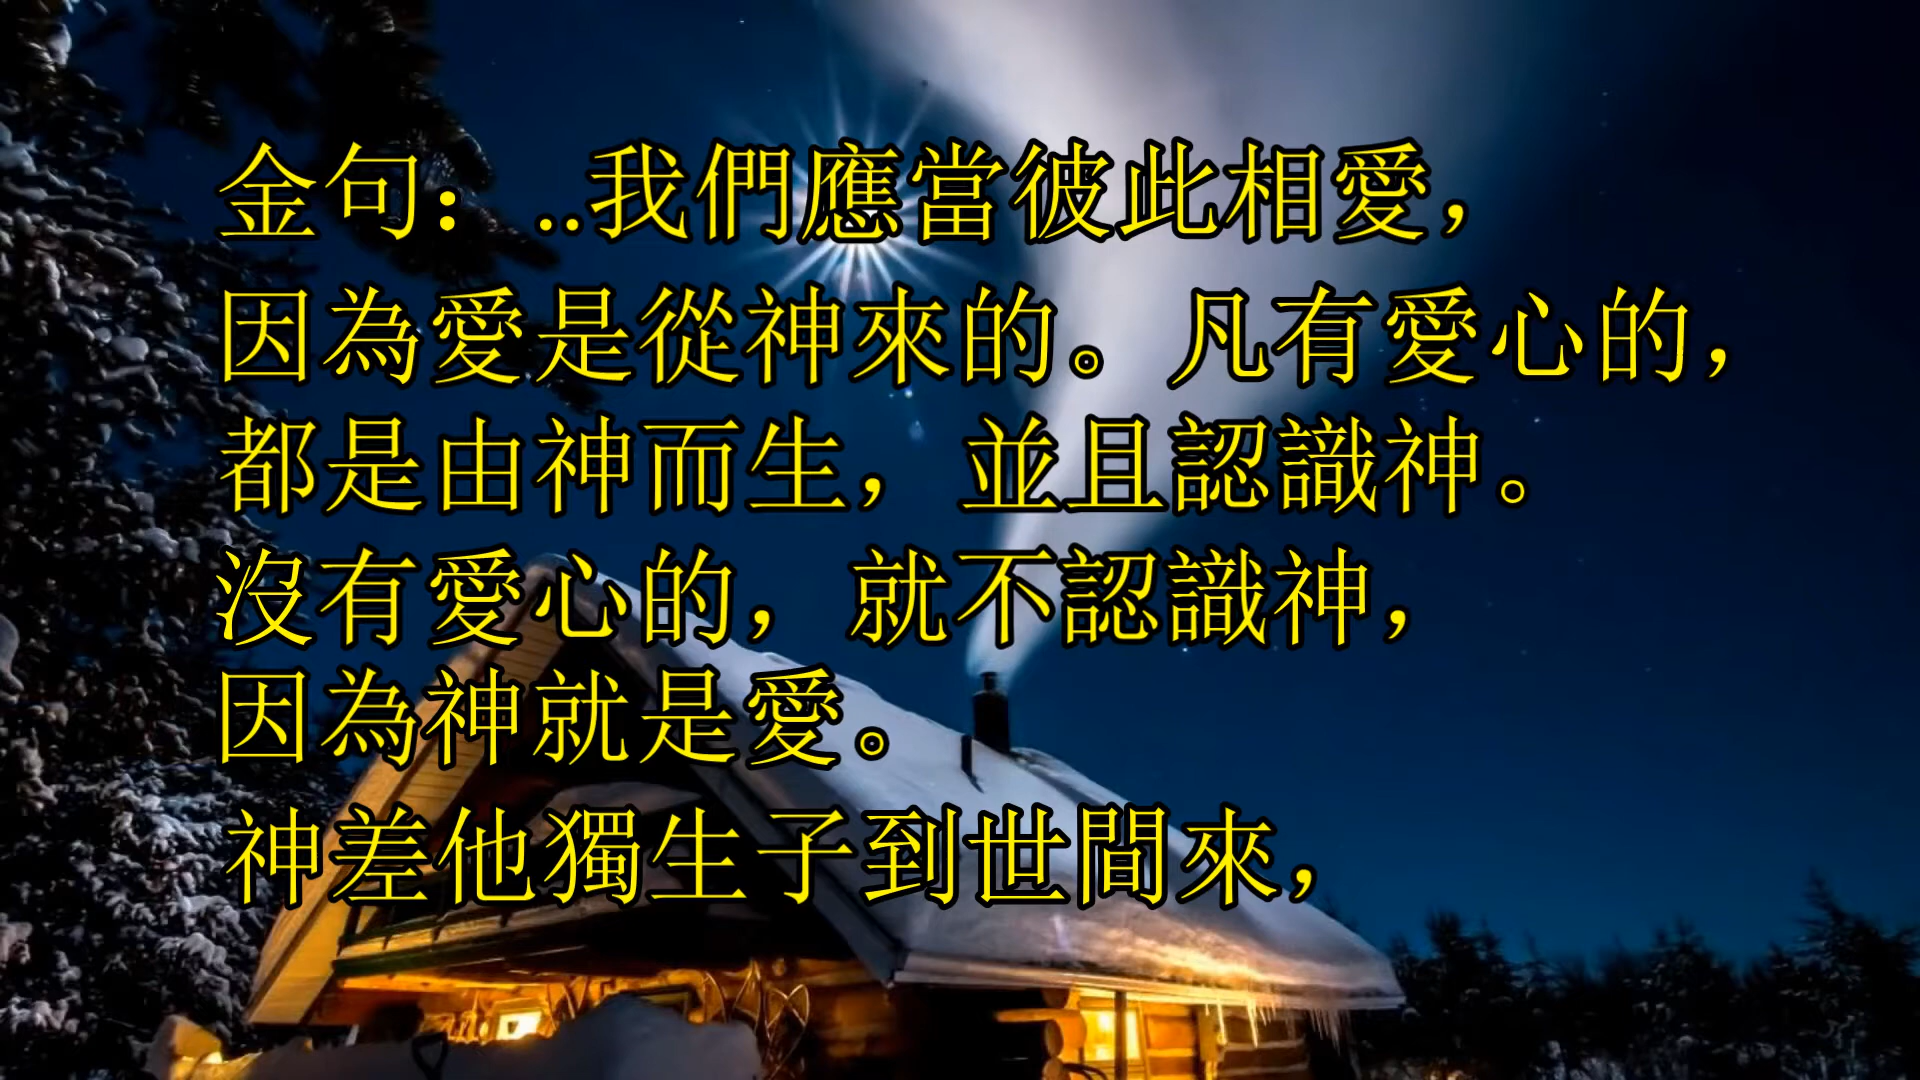 金句：..我們應當彼此相愛，
因為愛是從神來的。凡有愛心的，
都是由神而生，並且認識神。
沒有愛心的，就不認識神，
因為神就是愛。
神差他獨生子到世間來，